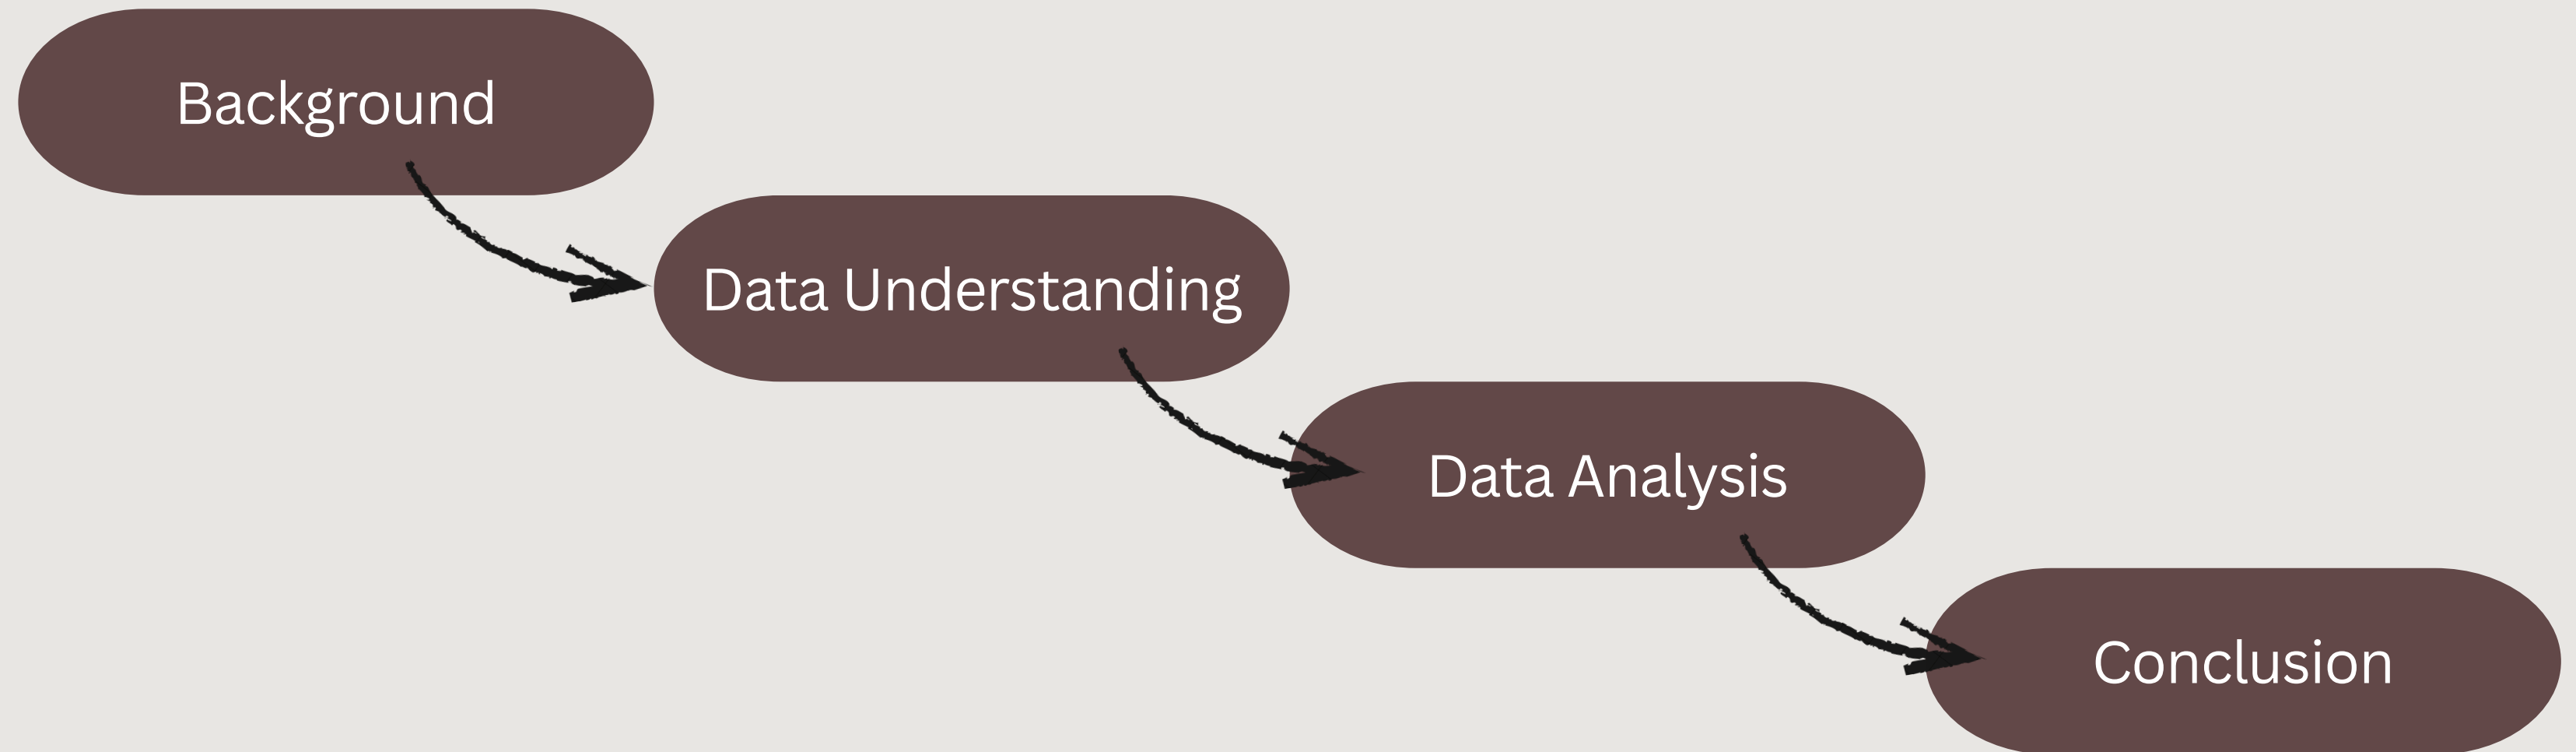 Background
Data Understanding
Data Analysis
Conclusion